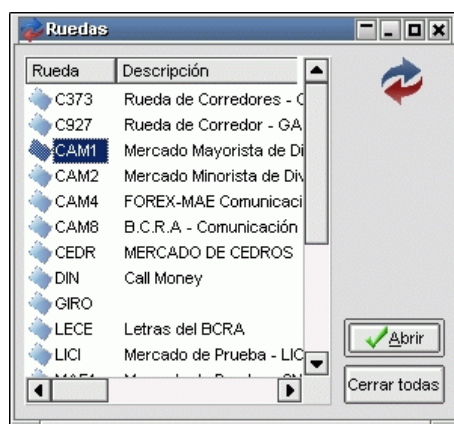 Ruedas
Rueda Descripción
C373 Rueda de Corredores - C
C927 Rueda de Corredor - GA
CAM1 Mercado Mayorista de Di
CAM2 Mercado Minorista de Div
CAM4 FOREX-MAE Comunicaci
CAM8 B.C.R.A - Comunicación
CEDR MERCADO DE CEDROS
DIN Call Money
GIRO
LECE Letras del BCRA
LICI Mercado de Prueba - LIC
Abrir
Cerrar todas